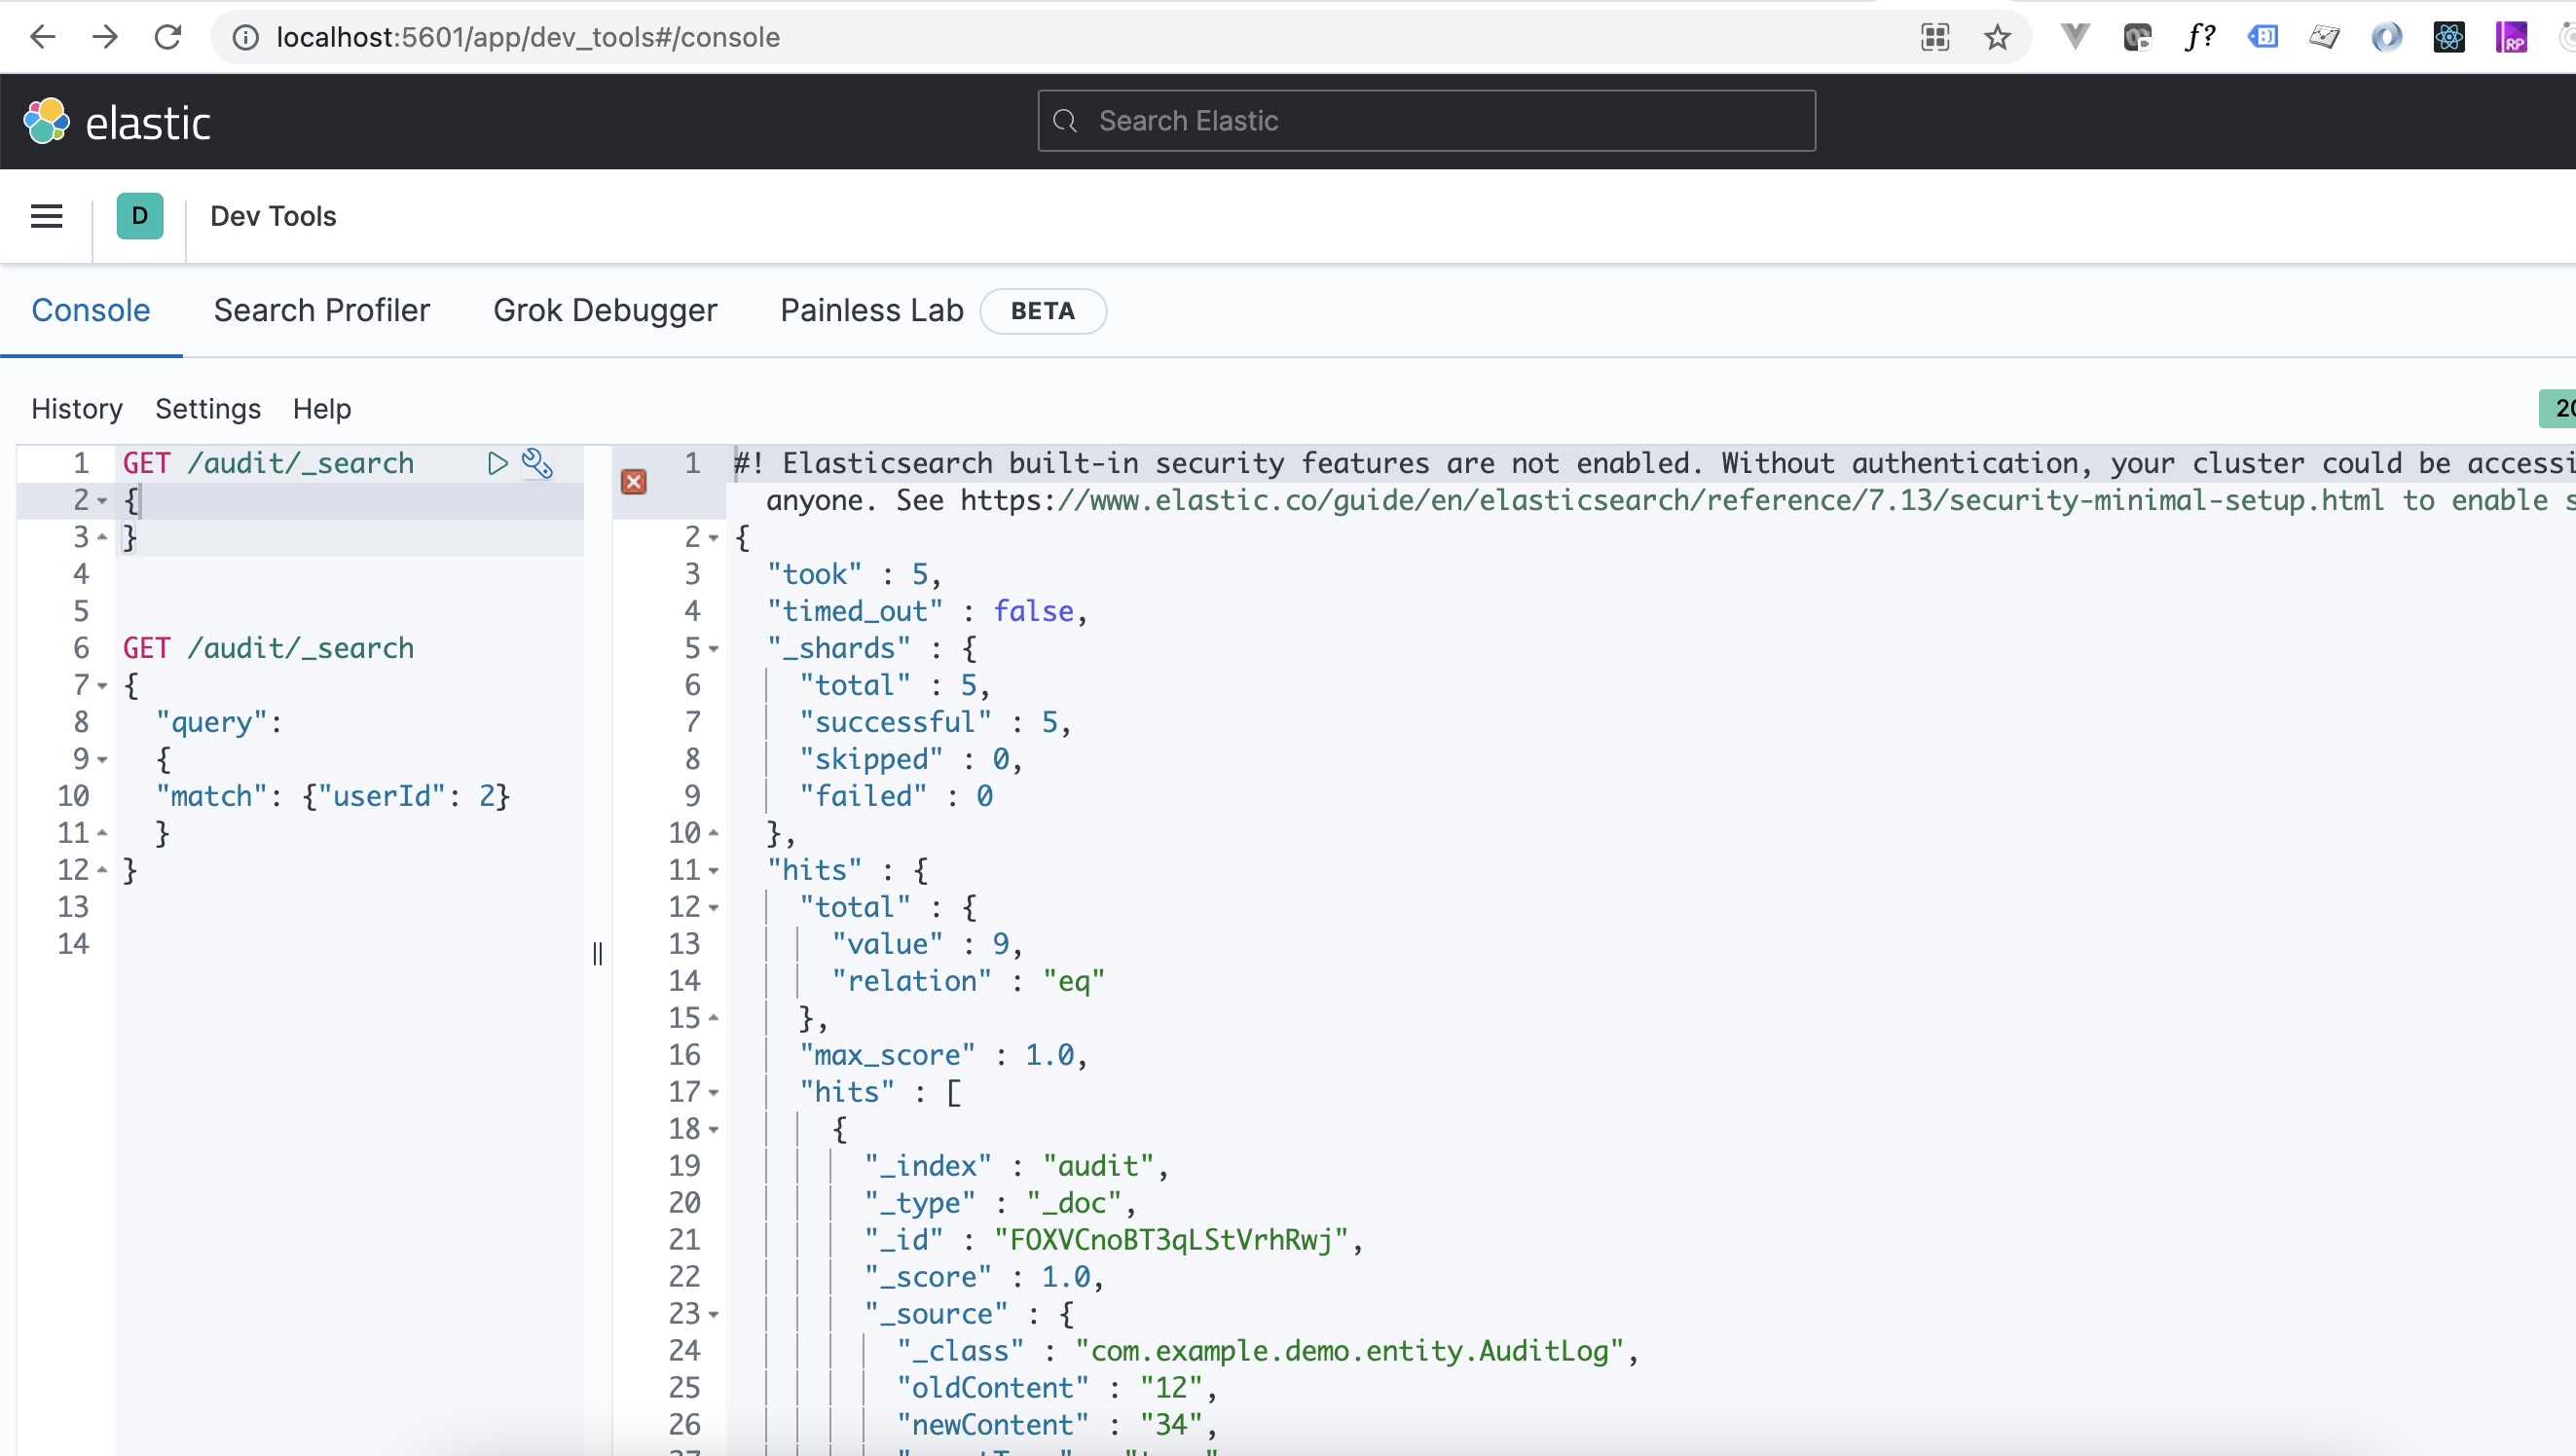 localhost:5601/app/dev_tools#/console
f?
RP
elastic
Search Elastic
D
Dev Tools
Console
Search Profiler
Grok Debugger
Painless Lab
BETA
History
Settings
Help
1 GET /audit/_search
2 {
3 }
4
5
6 GET /audit/_search
7 {
8 "query":
9 {
10 "match": {"userId": 2}
11 }
12 }
13
14
1 #! Elasticsearch built-in security features are not enabled. Without authentication, your cluster could be accessi
anyone. See https://www.elastic.co/guide/en/elasticsearch/reference/7.13/security-minimal-setup.html to enable s
2 {
3 "took" : 5,
4 "timed_out" : false,
5 "_shards" : {
6 "total" : 5,
7 "successful" : 5,
8 "skipped" : 0,
9 "failed" : 0
10 },
11 "hits" : {
12 "total" : {
13 "value" : 9,
14 "relation" : "eq"
15 },
16 "max_score" : 1.0,
17 "hits" : [
18 {
19 "_index" : "audit",
20 "_type" : "_doc",
21 "_id" : "FOXVCnoBT3qLStVrhRwj",
22 "_score" : 1.0,
23 "_source" : {
24 "_class" : "com.example.demo.entity.AuditLog",
25 "oldContent" : "12",
26 "newContent" : "34",